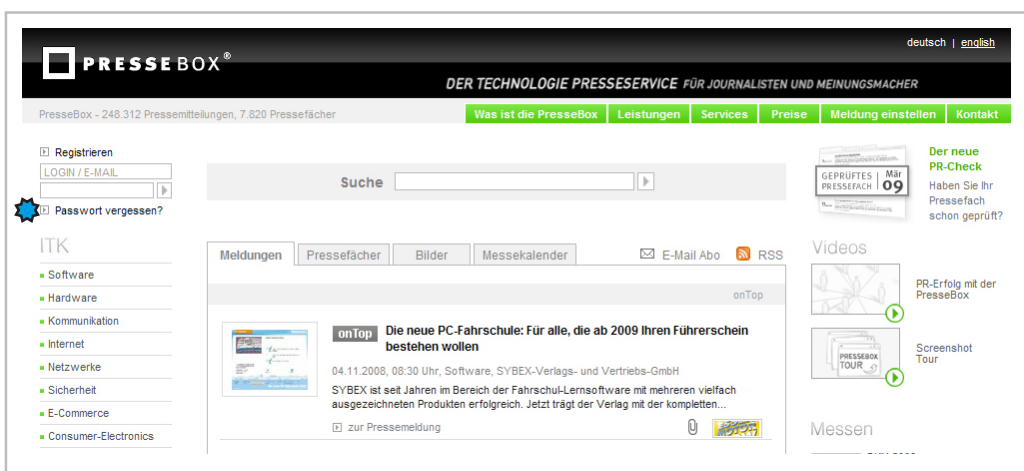 deutsch | english
PRESSEBOX®
DER TECHNOLOGIE PRESSESERVICE FÜR JOURNALISTEN UND MEINUNGSMACHER
PresseBox - 248.312 Pressemitteilungen, 7.820 Pressefächer
Was ist die PresseBox Leistungen Services Preise Meldung einstellen Kontakt
Registrieren
LOGIN / E-MAIL
Passwort vergessen?
Suche
GEPRÜFTES PRESSEFACH
Mär 09
Der neue
PR-Check
Haben Sie Ihr
Pressefach
schon geprüft?
ITK
Software
Hardware
Kommunikation
Internet
Netzwerke
Sicherheit
E-Commerce
Consumer-Electronics
Meldungen Pressefächer Bilder Messekalender E-Mail Abo RSS
onTop
onTop Die neue PC-Fahrschule: Für alle, die ab 2009 Ihren Führerschein
bestehen wollen
04.11.2008, 08:30 Uhr, Software, SYBEX-Verlags- und Vertriebs-GmbH
SYBEX ist seit Jahren im Bereich der Fahrschul-Lernsoftware mit mehreren vielfach
ausgezeichneten Produkten erfolgreich. Jetzt trägt der Verlag mit der kompletten...
zur Pressemeldung
Videos
PR-Erfolg mit der
PresseBox
PRESSEBOX
TOUR
Screenshot
Tour
Messen